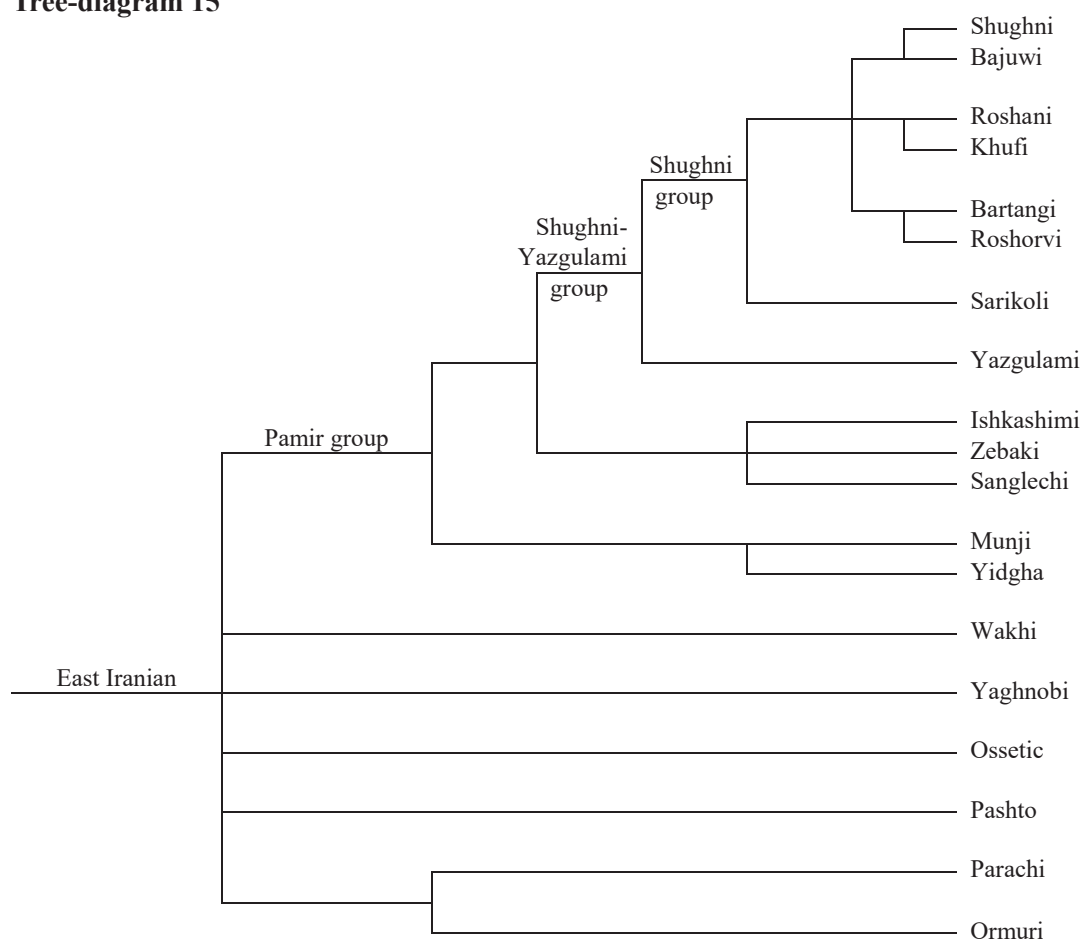 Tree-diagram 15
Shughni
Bajuwi
Roshani
Khufi
Shughni
group
Bartangi
Roshorvi
Shughni-
Yazgulami
group
Sarikoli
Yazgulami
Ishkashimi
Pamir group
Zebaki
Sanglechi
Munji
Yidgha
Wakhi
East Iranian
Yaghnobi
Ossetic
Pashto
Parachi
Ormuri